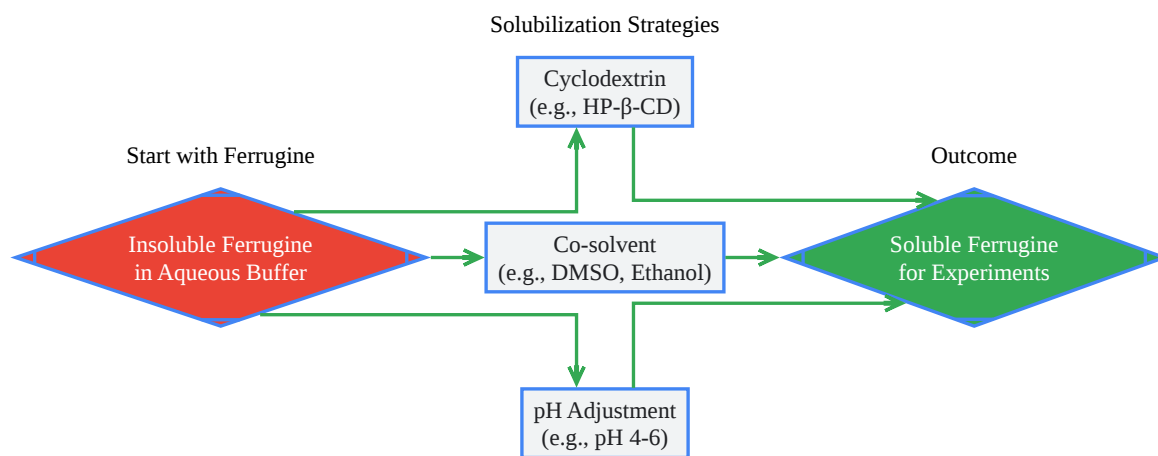 Solubilization Strategies
Cyclodextrin
(e.g., HP-β-CD)
Start with Ferrugine
Outcome
Insoluble Ferrugine
in Aqueous Buffer
Co-solvent
(e.g., DMSO, Ethanol)
Soluble Ferrugine
for Experiments
pH Adjustment
(e.g., pH 4-6)